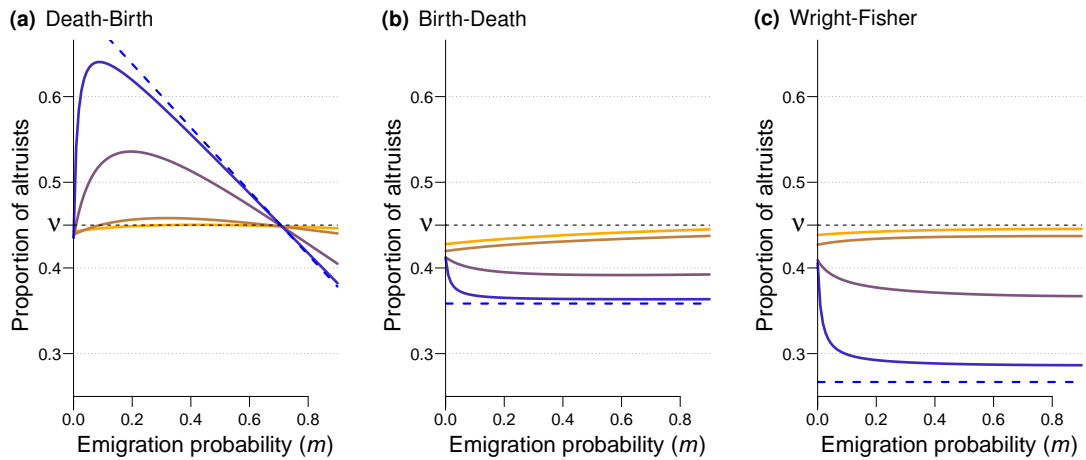 (a) Death-Birth
Proportion of altruists
0.6
0.5
ν
0.4
0.3
0.0 0.2 0.4 0.6 0.8
Emigration probability (m)
(b) Birth-Death
Proportion of altruists
0.6
0.5
ν
0.4
0.3
0.0 0.2 0.4 0.6 0.8
Emigration probability (m)
(c) Wright-Fisher
Proportion of altruists
0.6
0.5
ν
0.4
0.3
0.0 0.2 0.4 0.6 0.8
Emigration probability (m)